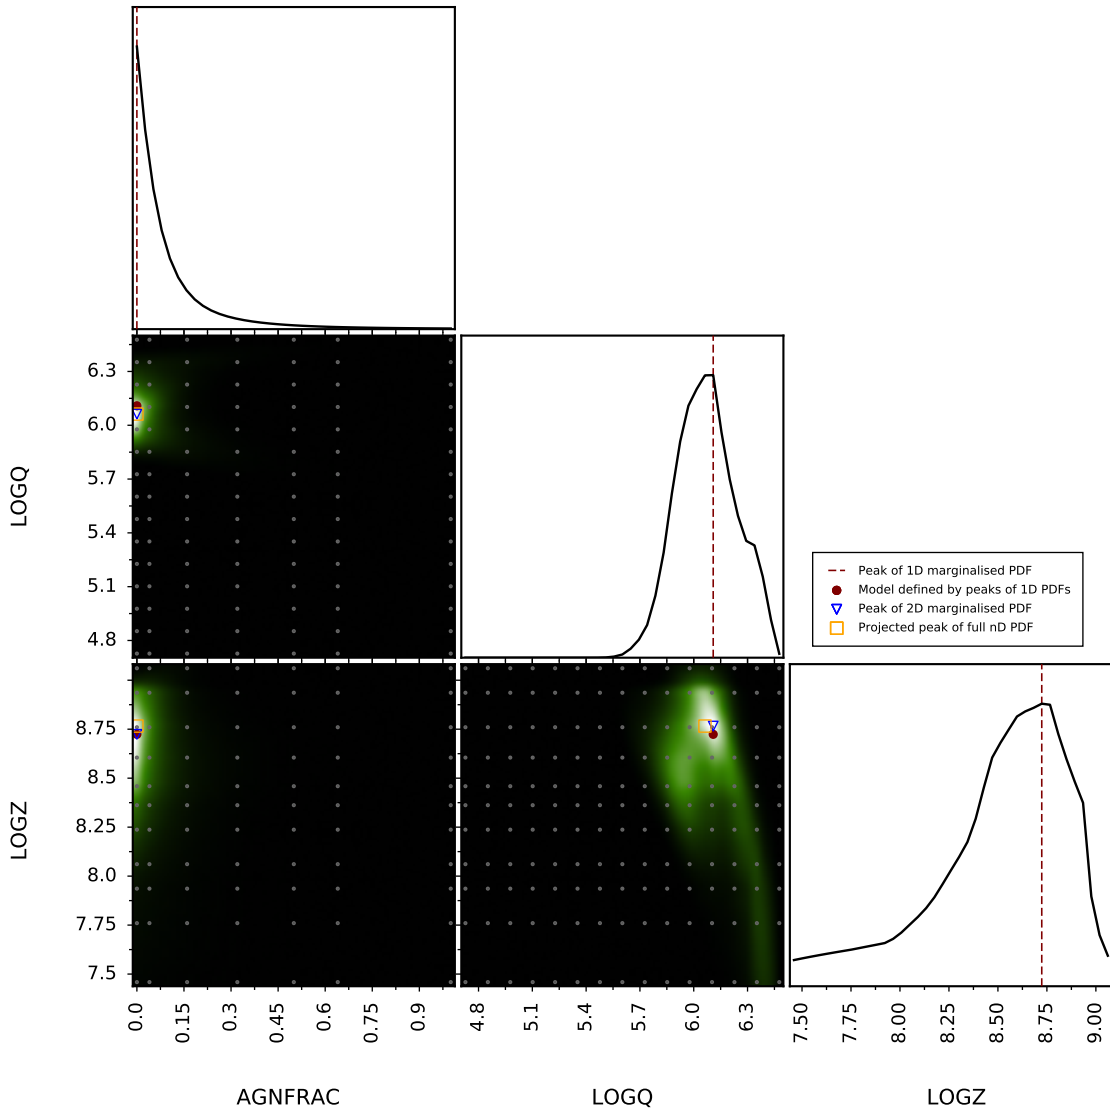 6.3
6.0
5.7
5.4
5.1
4.8
LOGQ
Peak of 1D marginalised PDF
Model defined by peaks of 1D PDFs
Peak of 2D marginalised PDF
Projected peak of full nD PDF
8.75
8.5
8.25
8.0
7.75
7.5
LOGZ
0.0 0.15 0.3 0.45 0.6 0.75 0.9
4.8 5.1 5.4 5.7 6.0 6.3
7.50 7.75 8.00 8.25 8.50 8.75 9.00
AGNFRAC LOGQ LOGZ